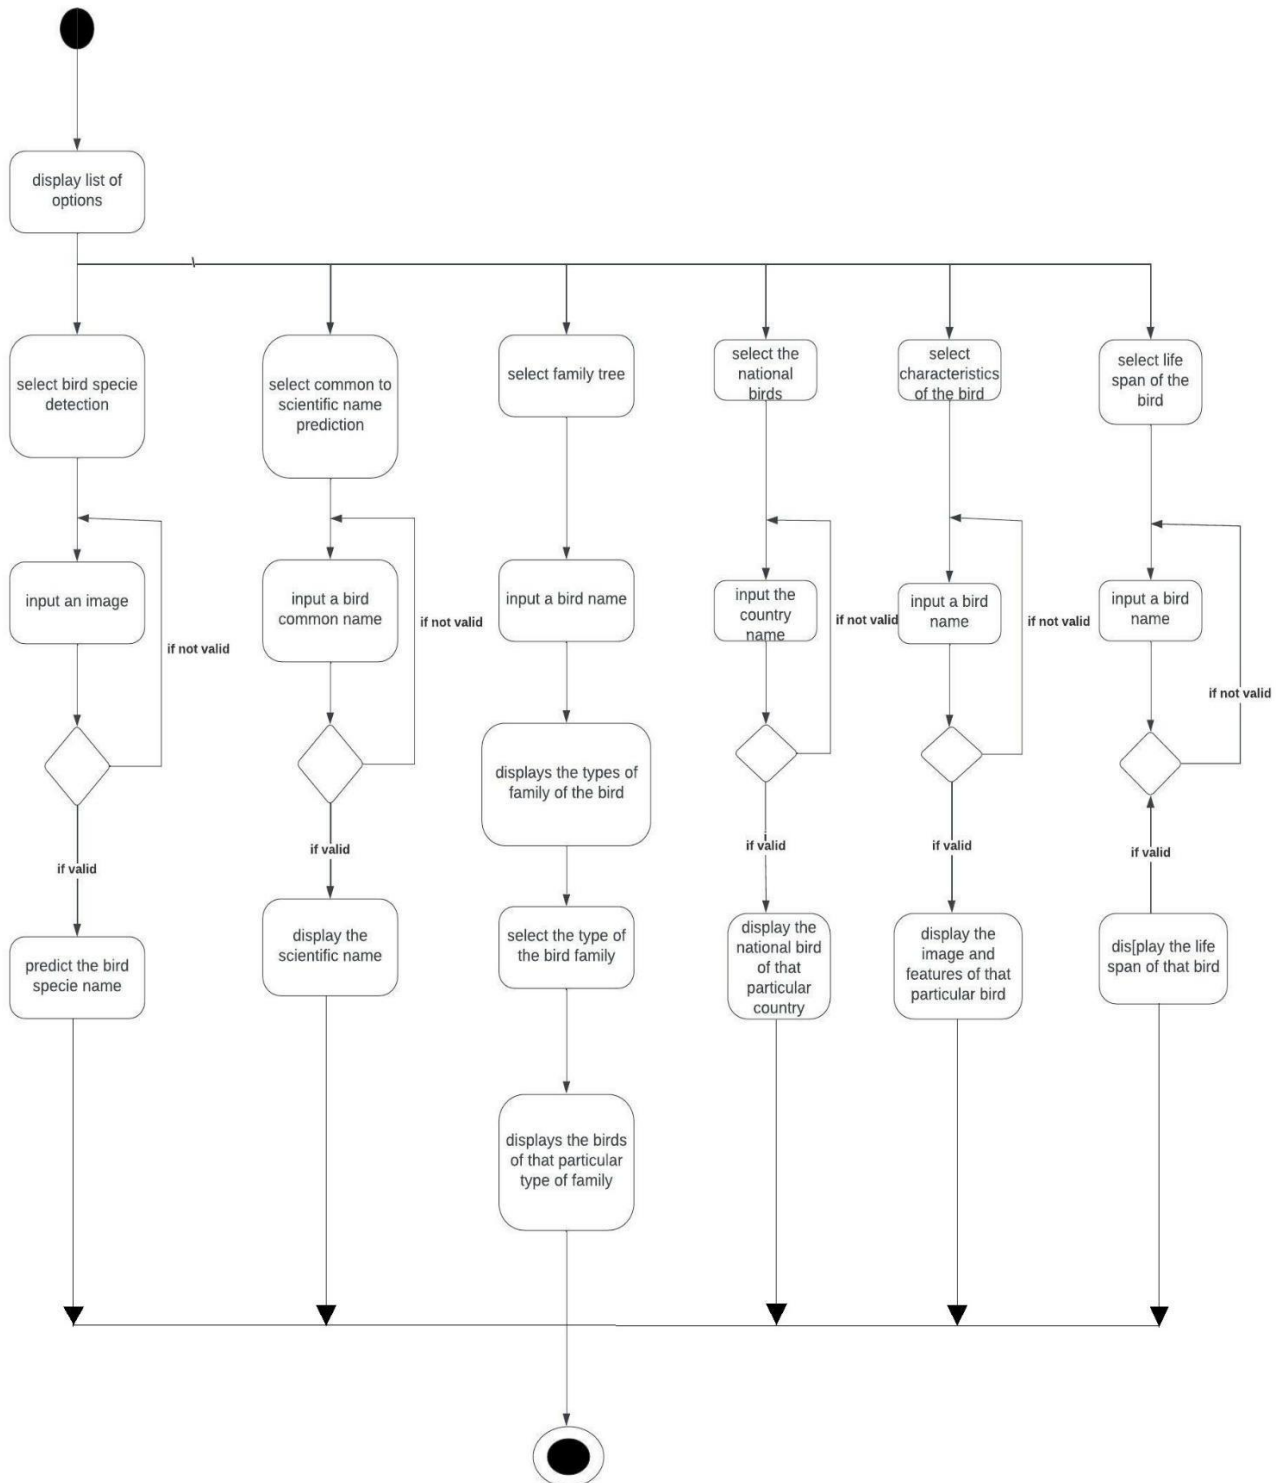 display list of
options
select bird specie
detection
select common to
scientific name
prediction
select family tree
select the
national
birds
select
characteristics
of the bird
select life
span of the
bird
input an image
input a bird
common name
input a bird name
input the
country
name
input a bird
name
input a bird
name
if not valid
if not valid
if not valid
if not valid
if not valid
displays the types of
family of the bird
if valid
if valid
if valid
if valid
if valid
predict the bird
specie name
display the
scientific name
select the type of
the bird family
display the
national bird
of that
particular
country
display the
image and
features of that
particular bird
dis[play the life
span of that bird
displays the birds
of that particular
type of family